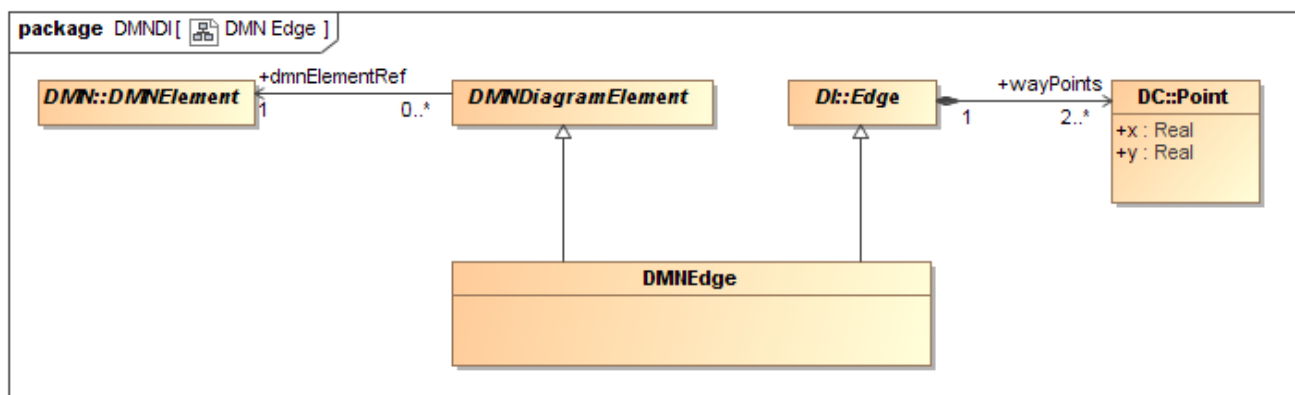 package DMNDI [ DMN Edge ]
DMN::DMNElement
+dmnElementRef
1
0..*
DMNDiagramElement
DI::Edge
1
+wayPoints
2..*
DC::Point
+x : Real
+y : Real
DMNEdge